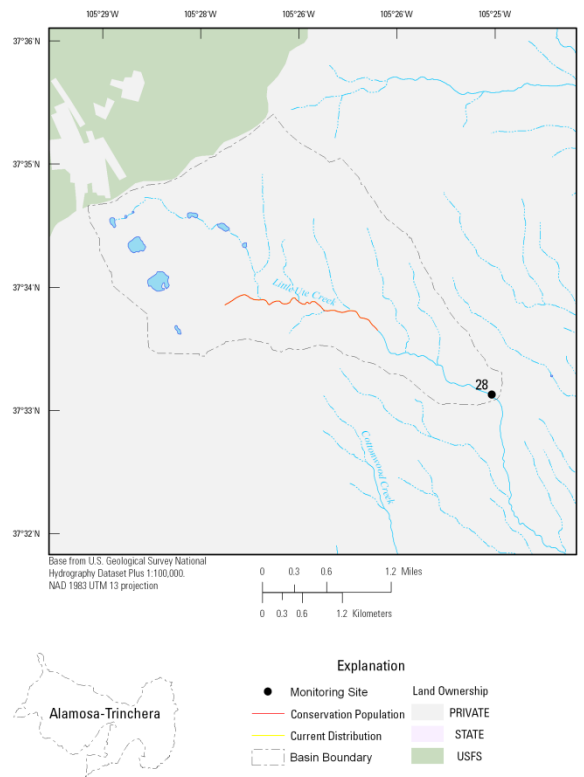 105°29'W 105°28'W 105°26'W 105°26'W 105°25'W
37°36'N
37°35'N
37°34'N
37°33'N
37°32'N
Little Ute Creek
28
Cottonwood Creek
Base from U.S. Geological Survey National
Hydrography Dataset Plus 1:100,000.
NAD 1983 UTM 13 projection
0 0.3 0.6 1.2 Miles
0 0.3 0.6 1.2 Kilometers
Alamosa-Trinchera
Explanation
Monitoring Site
Conservation Population
Current Distribution
Basin Boundary
Land Ownership
PRIVATE
STATE
USFS